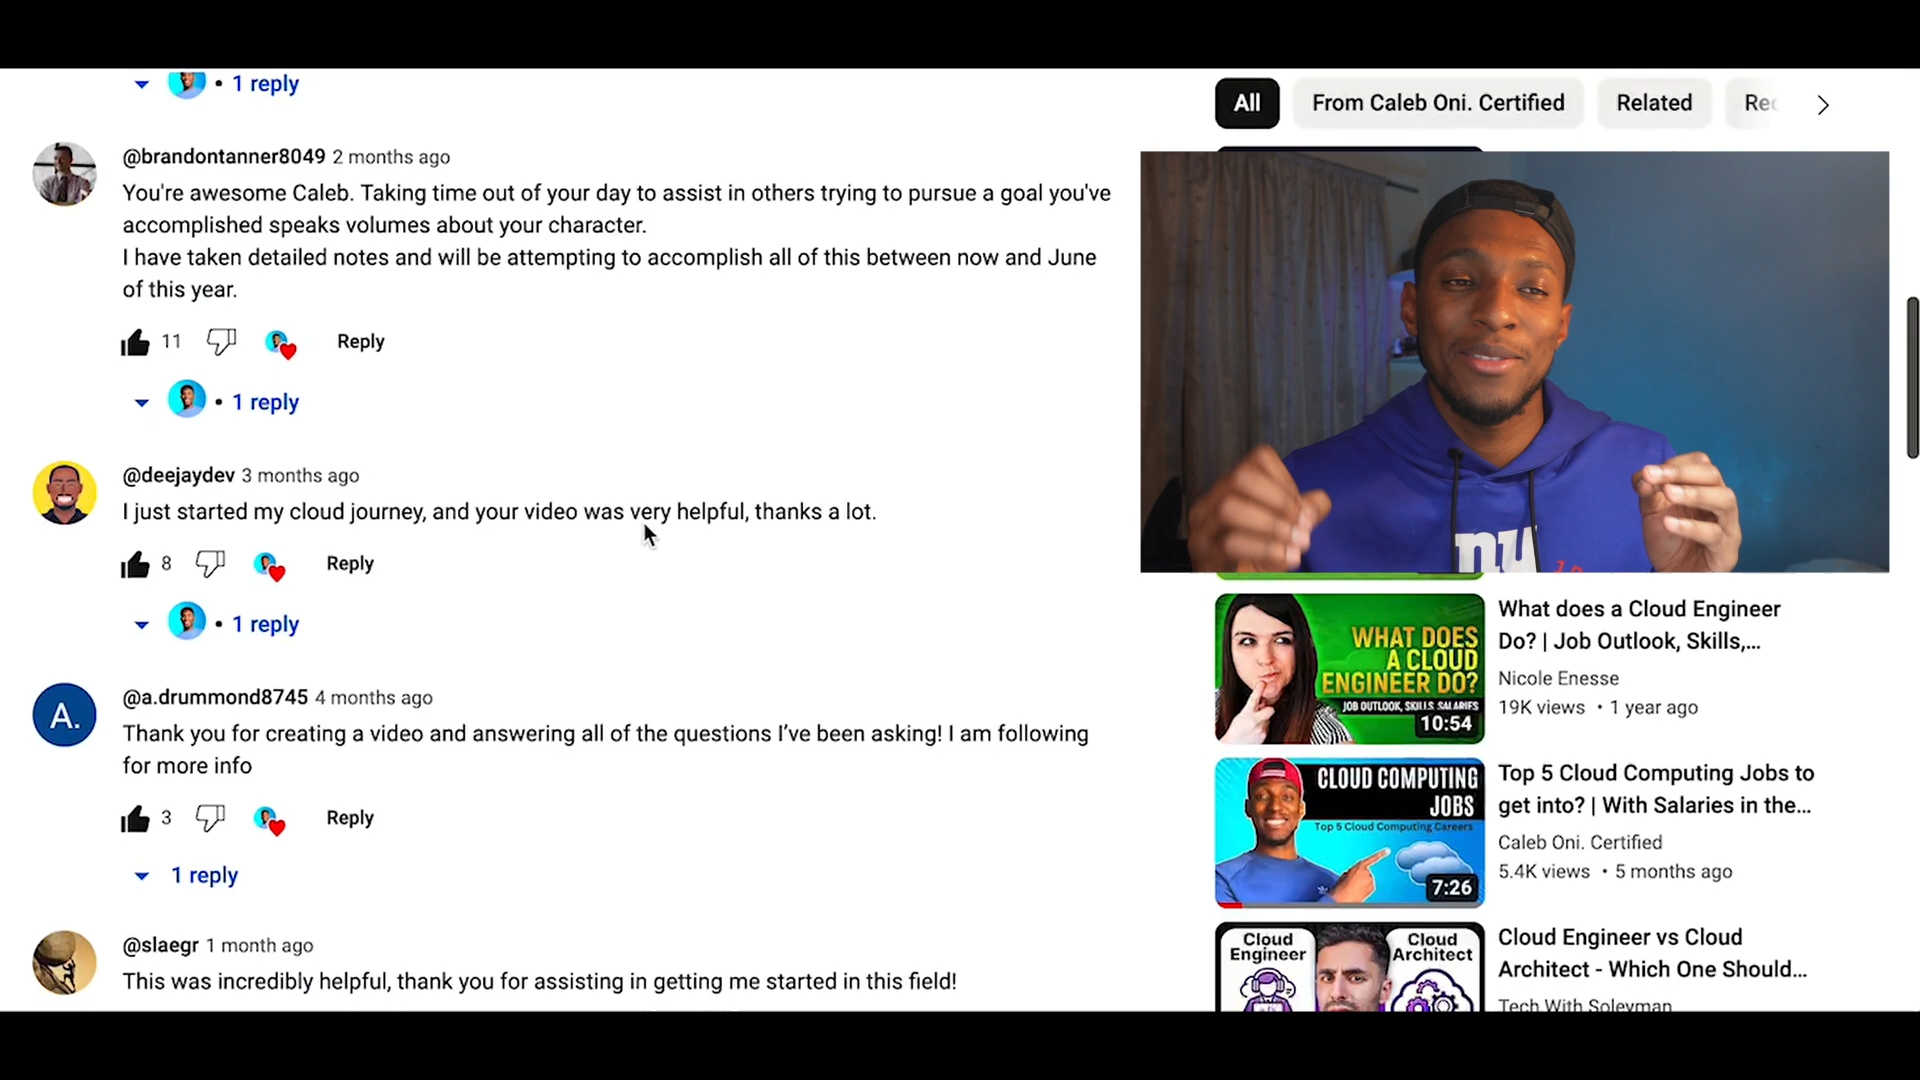 1 reply
@brandontanner8049 2 months ago
You're awesome Caleb. Taking time out of your day to assist in others trying to pursue a goal you've
accomplished speaks volumes about your character.
I have taken detailed notes and will be attempting to accomplish all of this between now and June
of this year.
11 Reply
1 reply
@deejaydev 3 months ago
I just started my cloud journey, and your video was very helpful, thanks a lot.
8 Reply
1 reply
@a.drummond8745 4 months ago
A.
Thank you for creating a video and answering all of the questions I’ve been asking! I am following
for more info
3 Reply
1 reply
@slaegr 1 month ago
This was incredibly helpful, thank you for assisting in getting me started in this field!
All From Caleb Oni. Certified Related
ny
WHAT DOES
A CLOUD
ENGINEER DO?
JOB OUTLOOK, SKILLS, SALARIES
10:54
What does a Cloud Engineer
Do? | Job Outlook, Skills,...
Nicole Enesse
19K views • 1 year ago
CLOUD COMPUTING
JOBS
Top 5 Cloud Computing Careers
7:26
Top 5 Cloud Computing Jobs to
get into? | With Salaries in the...
Caleb Oni. Certified
5.4K views • 5 months ago
Cloud
Engineer
Cloud
Architect
Cloud Engineer vs Cloud
Architect - Which One Should...
Tech With Soleyman